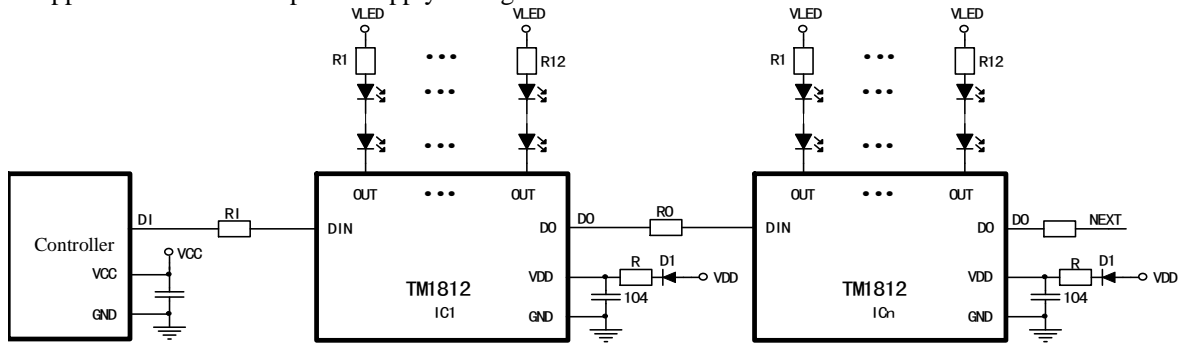 VLED VLED VLED VLED
R1 ••• R12 R1 ••• R12
••• •••
••• •••
OUT ••• OUT OUT ••• OUT
DI RI DIN DO DO RO DIN DO DO NEXT
Controller VCC
VCC VDD R D1 VDD VDD R D1 VDD
TM1812 104 TM1812 104
GND IC1 GND ICn GND